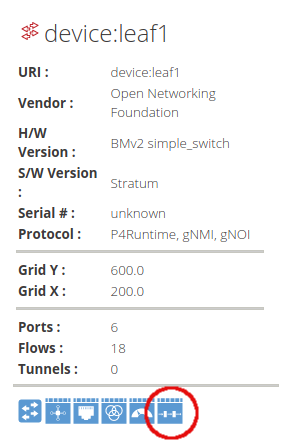 device:leaf1
URI : device:leaf1
Vendor : Open Networking
Foundation
H/W
Version : BMv2 simple_switch
S/W Version
: Stratum
Serial # : unknown
Protocol : P4Runtime, gNMI, gNOI
Grid Y : 600.0
Grid X : 200.0
Ports : 6
Flows : 18
Tunnels : 0